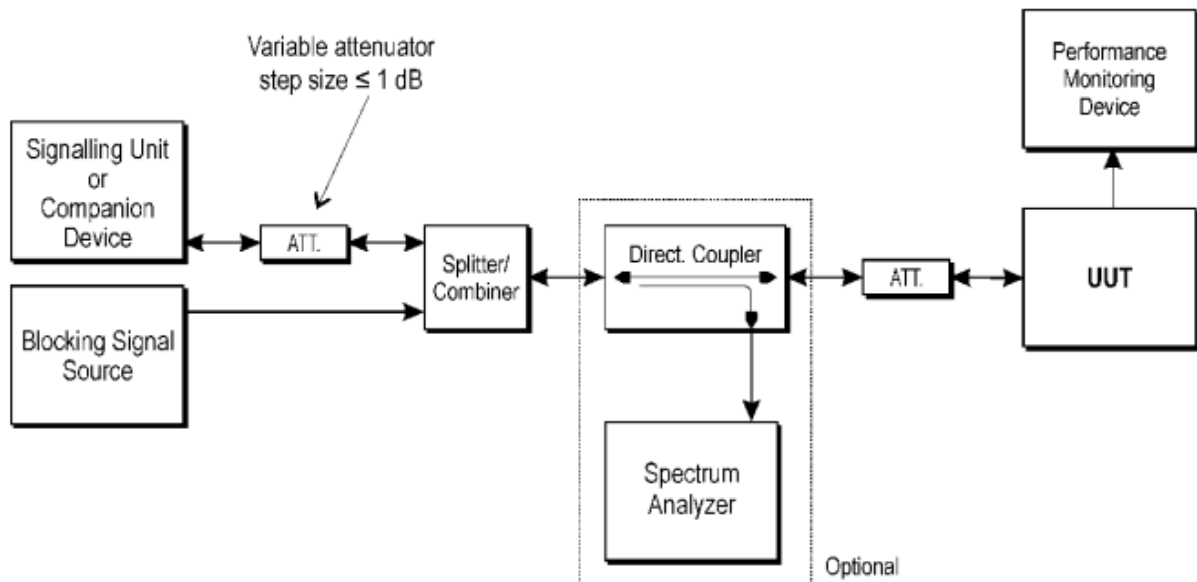 Variable attenuator
step size ≤ 1 dB
Signalling Unit
or
Companion
Device
ATT.
Splitter/
Combiner
Blocking Signal
Source
Direct. Coupler
Spectrum
Analyzer
Optional
ATT.
Performance
Monitoring
Device
UUT